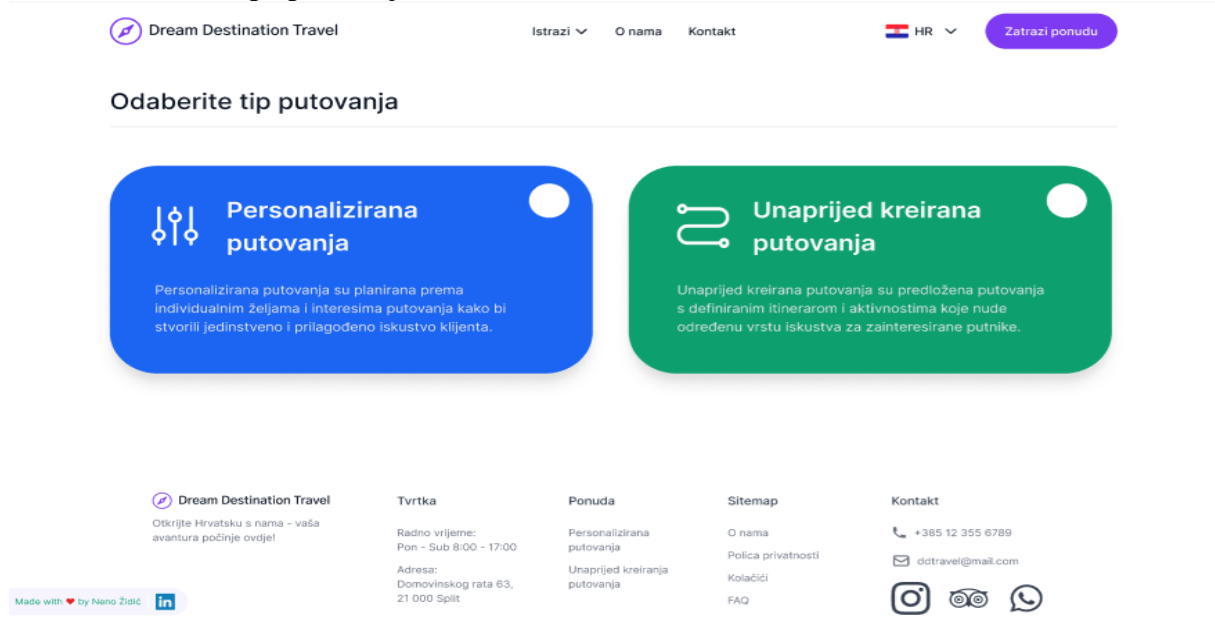 Dream Destination Travel
Istrazi
O nama
Kontakt
HR
Zatrazi ponudu
Odaberite tip putovanja
Personalizirana
putovanja
Personalizirana putovanja su planirana prema
individualnim željama i interesima putovanja kako bi
stvorili jedinstveno i prilagođeno iskustvo klijenta.
Unaprijed kreirana
putovanja
Unaprijed kreirana putovanja su predložena putovanja
s definiranim itinerarom i aktivnostima koje nude
određenu vrstu iskustva za zainteresirane putnike.
Dream Destination Travel
Otkrijte Hrvatsku s nama - vaša
avantura počinje ovdje!
Tvrtka
Radno vrijeme:
Pon - Sub 8:00 - 17:00
Adresa:
Domovinskog rata 63,
21 000 Split
Ponuda
Personalizirana
putovanja
Unaprijed kreiranja
putovanja
Sitemap
O nama
Polica privatnosti
Kolačići
FAQ
Kontakt
+385 12 355 6789
ddtravel@mail.com
Made with ❤ by Neno Židić
in